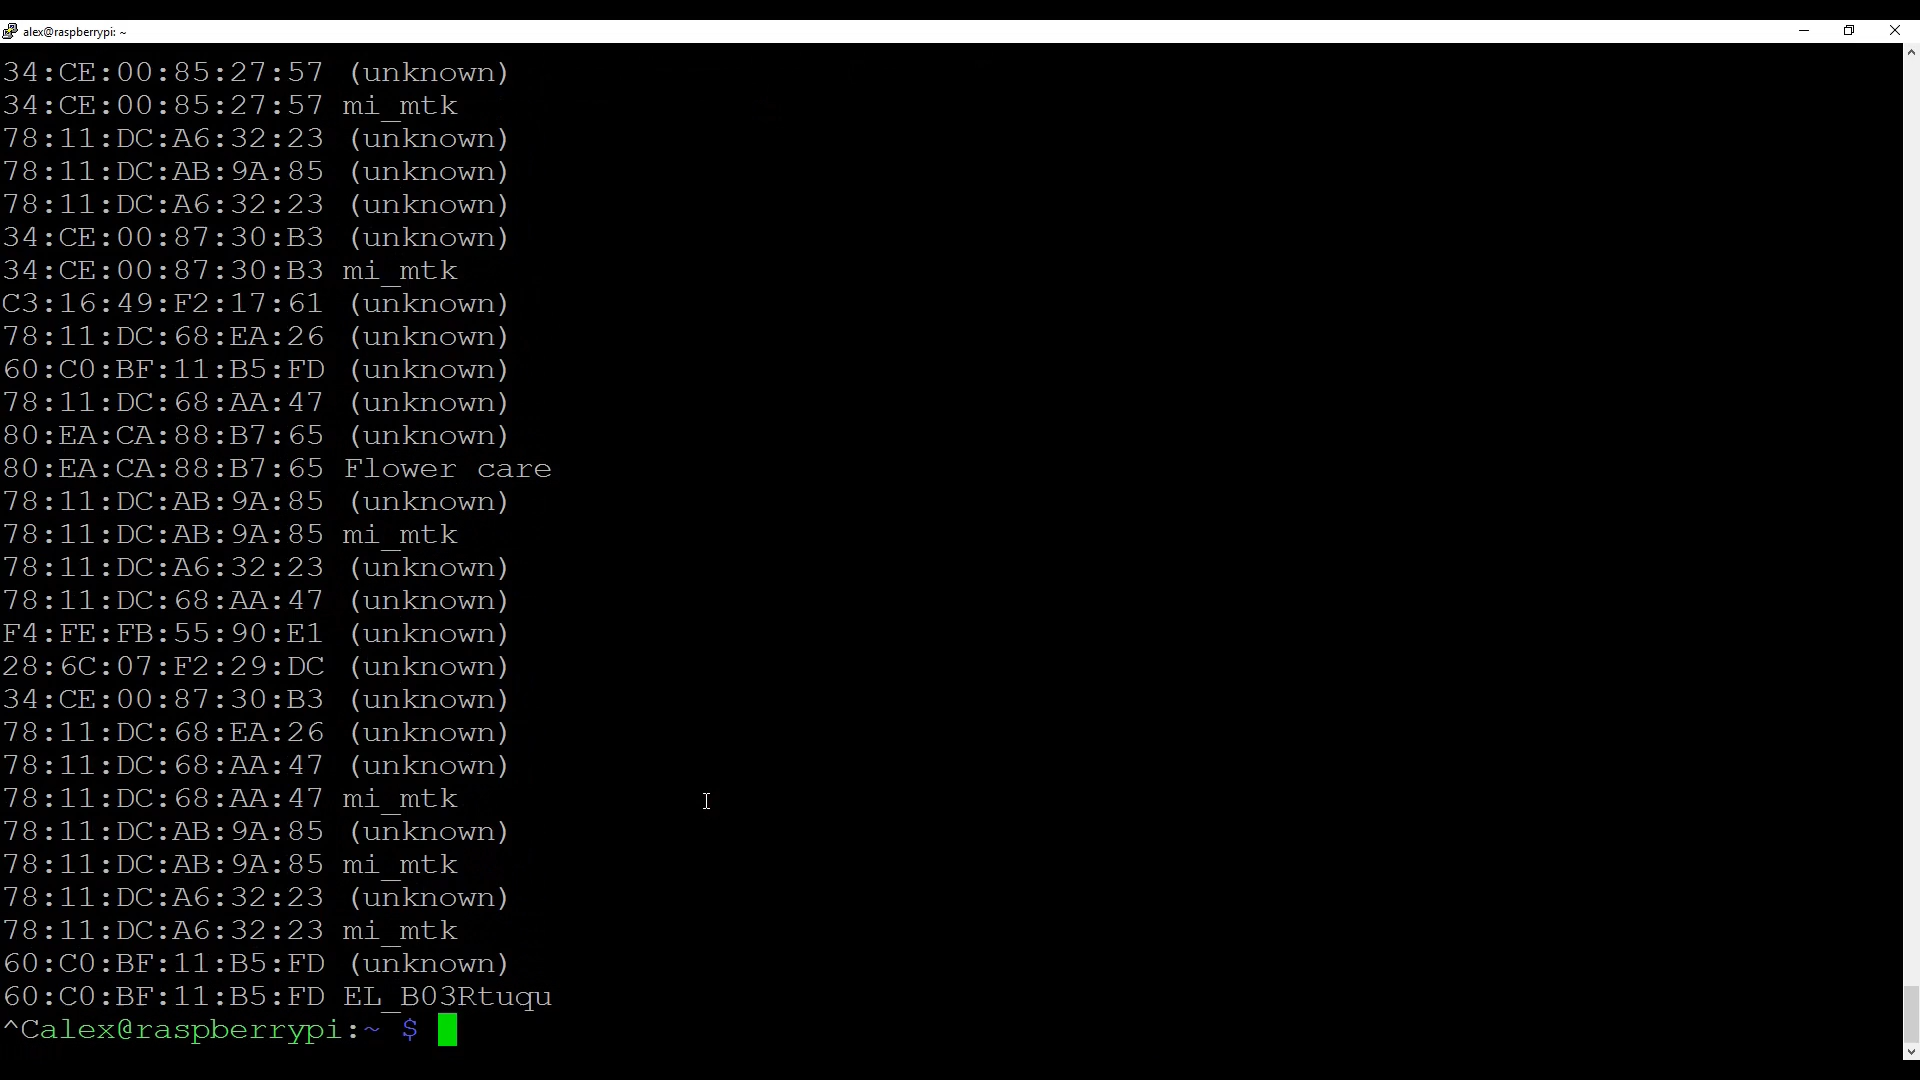 alex@raspberrypi: ~
34:CE:00:85:27:57 (unknown)
34:CE:00:85:27:57 mi_mtk
78:11:DC:A6:32:23 (unknown)
78:11:DC:AB:9A:85 (unknown)
78:11:DC:A6:32:23 (unknown)
34:CE:00:87:30:B3 (unknown)
34:CE:00:87:30:B3 mi_mtk
C3:16:49:F2:17:61 (unknown)
78:11:DC:68:EA:26 (unknown)
60:C0:BF:11:B5:FD (unknown)
78:11:DC:68:AA:47 (unknown)
80:EA:CA:88:B7:65 (unknown)
80:EA:CA:88:B7:65 Flower care
78:11:DC:AB:9A:85 (unknown)
78:11:DC:AB:9A:85 mi_mtk
78:11:DC:A6:32:23 (unknown)
78:11:DC:68:AA:47 (unknown)
F4:FE:FB:55:90:E1 (unknown)
28:6C:07:F2:29:DC (unknown)
34:CE:00:87:30:B3 (unknown)
78:11:DC:68:EA:26 (unknown)
78:11:DC:68:AA:47 (unknown)
78:11:DC:68:AA:47 mi_mtk
78:11:DC:AB:9A:85 (unknown)
78:11:DC:AB:9A:85 mi_mtk
78:11:DC:A6:32:23 (unknown)
78:11:DC:A6:32:23 mi_mtk
60:C0:BF:11:B5:FD (unknown)
60:C0:BF:11:B5:FD EL_B03Rtuqu
^Calex@raspberrypi:~ $